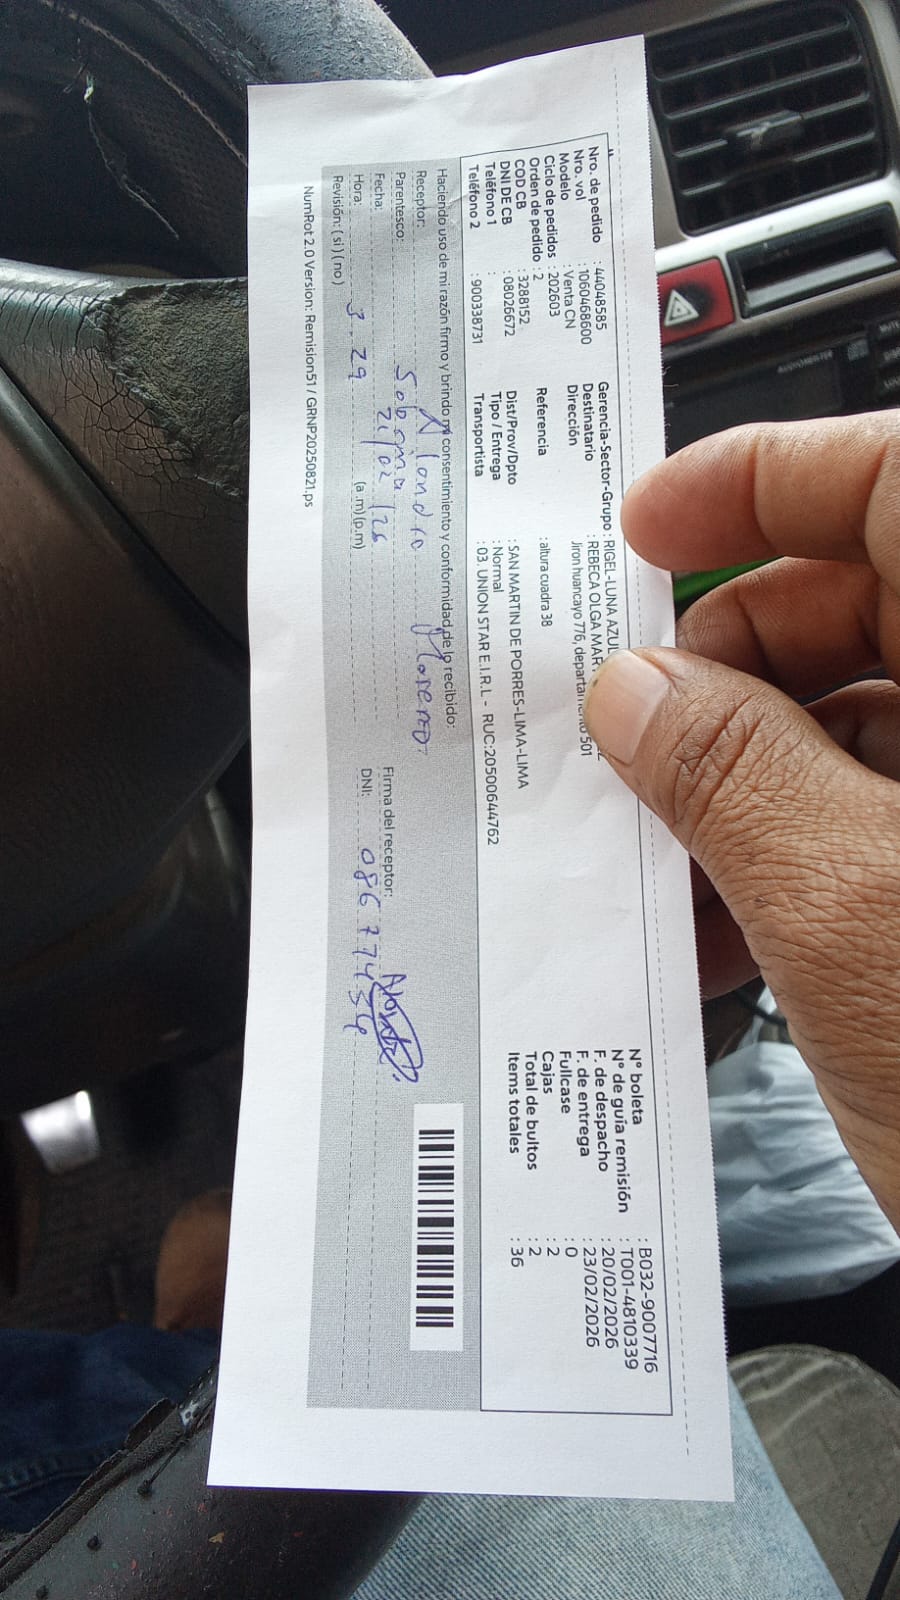 Nro. de pedido : 44048585
Nro. vol : 1060468600
Modelo : Venta CN
Ciclo de pedidos : 202603
Orden de pedido : 2
COD CB : 3288152
DNI DE CB : 08026672
Teléfono 1 :
Teléfono 2 : 900338731
Gerencia-Sector-Grupo : RIGEL-LUNA AZUL
Destinatario : REBECA OLGA
Dirección Jiron huancayo 776, 501
Referencia : altura cuadra 38
Dist/Prov/Dpto : SAN MARTIN DE PORRES-LIMA-LIMA
Tipo / Entrega : Normal
Transportista : 03. UNION STAR E.I.R.L - RUC:20500644762
N° boleta : B032-9007716
N° de guía remisión : T001-4810339
F. de despacho : 20/02/2026
F. de entrega : 23/02/2026
Fullcase : 0
Cajas : 2
Total de bultos : 2
Items totales : 36
Haciendo uso de mi razón firmo y brindo mi consentimiento y conformidad de lo recibido:
Receptor: Moreno
Parentesco: Sobrina
Fecha: 21/02/26
Hora: 3.29 (a.m)(p.m)
Revisión: (si) (no)
Firma del receptor:
DNI:
NumRot 2.0 Version: Remision51 / GRNP20250821.ps